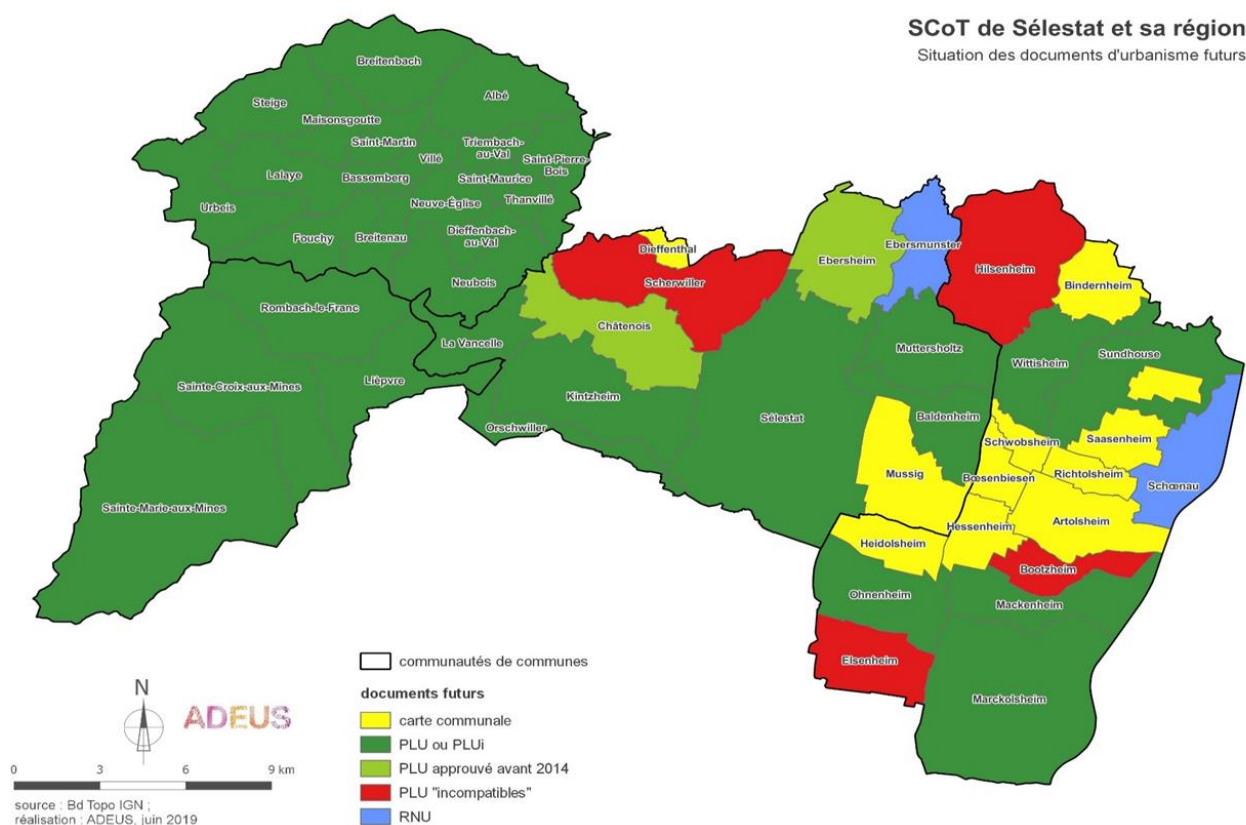 SCoT de Sélestat et sa région
Situation des documents d'urbanisme futurs
Breitenbach
Steige
Albé
Maisonsgoutte
Saint-Martin
Triembach-
au-Val
Villé
Saint-Pierre-
Bois
Lalaye
Bassemberg
Saint-Maurice
Urbeis
Neuve-Église
Thanvillé
Fouchy
Breitenau
Dieffenbach-
au-Val
Neubois
Dieffenthal
Scherwiller
Ebersheim
Ebersmunster
Hilsenheim
Bindernheim
Rombach-le-Franc
Châtenois
La Vancelle
Muttersholtz
Wittisheim
Sundhouse
Sainte-Croix-aux-Mines
Lièpvre
Kintzheim
Sélestat
Baldenheim
Orschwiller
Schwobsheim
Saasenheim
Mussig
Bœsenbiesen
Richtolsheim
Schœnau
Sainte-Marie-aux-Mines
Hessenheim
Artolsheim
Heidolsheim
Bootzheim
Ohnenheim
Mackenheim
Elsenheim
Marckolsheim
communautés de communes
documents futurs
carte communale
PLU ou PLUi
PLU approuvé avant 2014
PLU "incompatibles"
RNU
N
ADEUS
0 3 6 9 km
source : Bd Topo IGN ;
réalisation : ADEUS, juin 2019